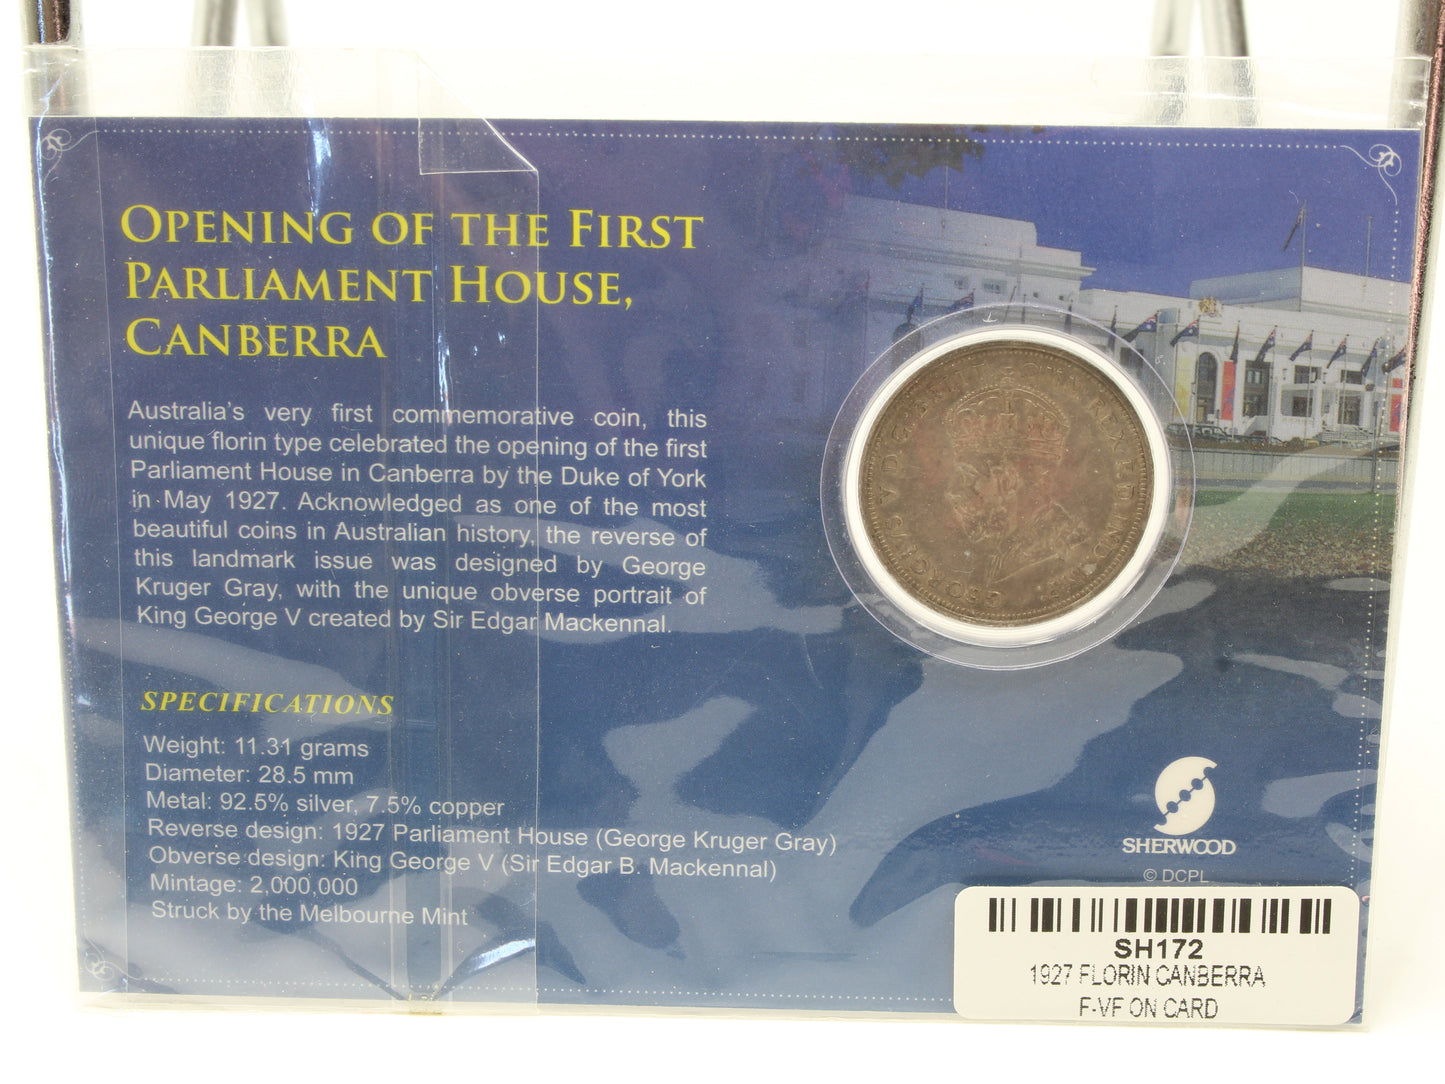 OPENING OF THE FIRST
PARLIAMENT HOUSE,
CANBERRA
Australia's very first commemorative coin, this
unique florin type celebrated the opening of the first
Parliament House in Canberra by the Duke of York
in May 1927. Acknowledged as one of the most
beautiful coins in Australian history, the reverse of
this landmark issue was designed by George
Kruger Gray, with the unique obverse portrait of
King George V created by Sir Edgar Mackennal.
SPECIFICATIONS
Weight: 11.31 grams
Diameter: 28.5 mm
Metal: 92.5% silver, 7.5% copper
Reverse design: 1927 Parliament House (George Kruger Gray)
Obverse design: King George V (Sir Edgar B. Mackennal)
Mintage: 2,000,000
Struck by the Melbourne Mint
GEORGIVS V D.G. BRITT: OMN: REX F.D. IND:
SHERWOOD
© DCPL
SH172
1927 FLORIN CANBERRA
F-VF ON CARD